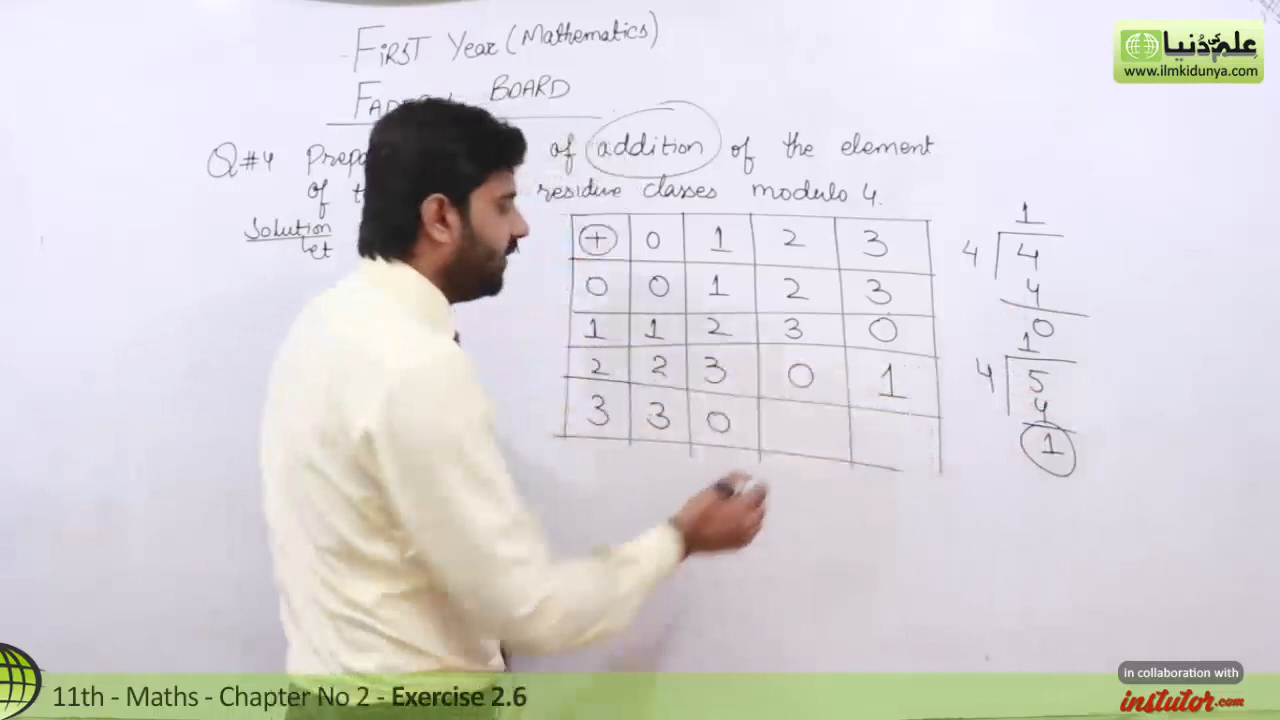 First Year (Mathematics)
BOARD
علم کی دُنیا
www.ilmkidunya.com
Q#4 of addition of the element
of residue classes modulo 4.
Solution
Let
+ 0 1 2 3
0 0 1 2 3
1 1 2 3 0
2 2 3 0 1
3 3 0
1
4 4
4
0
1
4 5
4
1
In collaboration with
instutor.com
11th - Maths - Chapter No 2 - Exercise 2.6